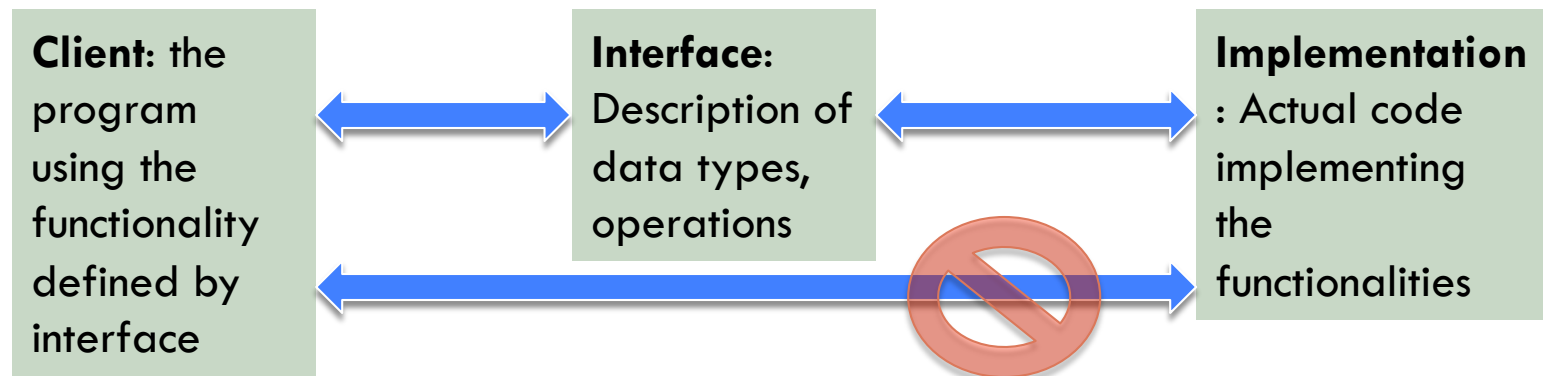 Client: the
program
using the
functionality
defined by
interface
Interface:
Description of
data types,
operations
Implementation
: Actual code
implementing
the
functionalities